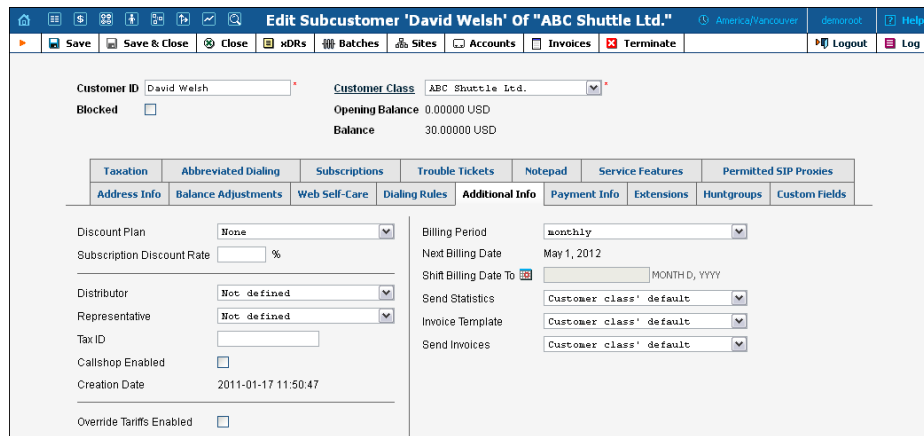 Edit Subcustomer 'David Welsh' Of "ABC Shuttle Ltd." America/Vancouver demoroot ? Help
Save Save & Close Close xDRs Batches Sites Accounts Invoices Terminate Logout Log
Customer ID David Welsh * Customer Class ABC Shuttle Ltd. *
Blocked Opening Balance 0.00000 USD
Balance 30.00000 USD
Taxation Abbreviated Dialing Subscriptions Trouble Tickets Notepad Service Features Permitted SIP Proxies
Address Info Balance Adjustments Web Self-Care Dialing Rules Additional Info Payment Info Extensions Huntgroups Custom Fields
Discount Plan None Billing Period monthly
Subscription Discount Rate % Next Billing Date May 1, 2012
Shift Billing Date To MONTH D, YYYY
Distributor Not defined Send Statistics Customer class' default
Representative Not defined Invoice Template Customer class' default
Tax ID Send Invoices Customer class' default
Callshop Enabled
Creation Date 2011-01-17 11:50:47
Override Tariffs Enabled